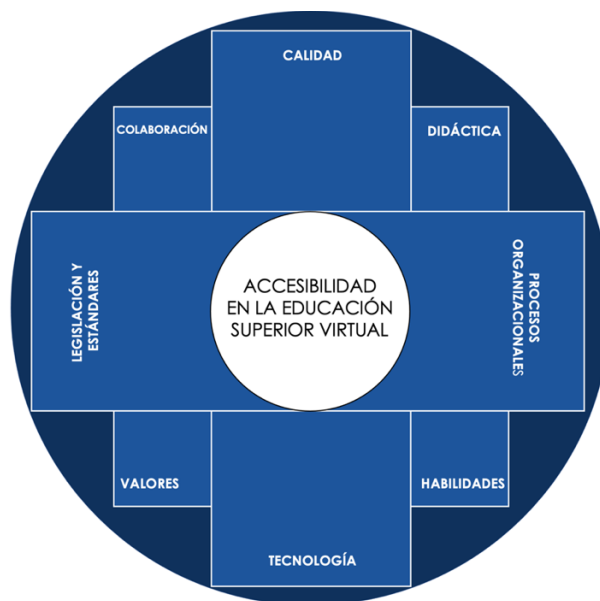 CALIDAD
COLABORACIÓN
DIDÁCTICA
LEGISLACIÓN Y
ESTÁNDARES
ACCESIBILIDAD
EN LA EDUCACIÓN
SUPERIOR VIRTUAL
PROCESOS
ORGANIZACIONALES
VALORES
HABILIDADES
TECNOLOGÍA